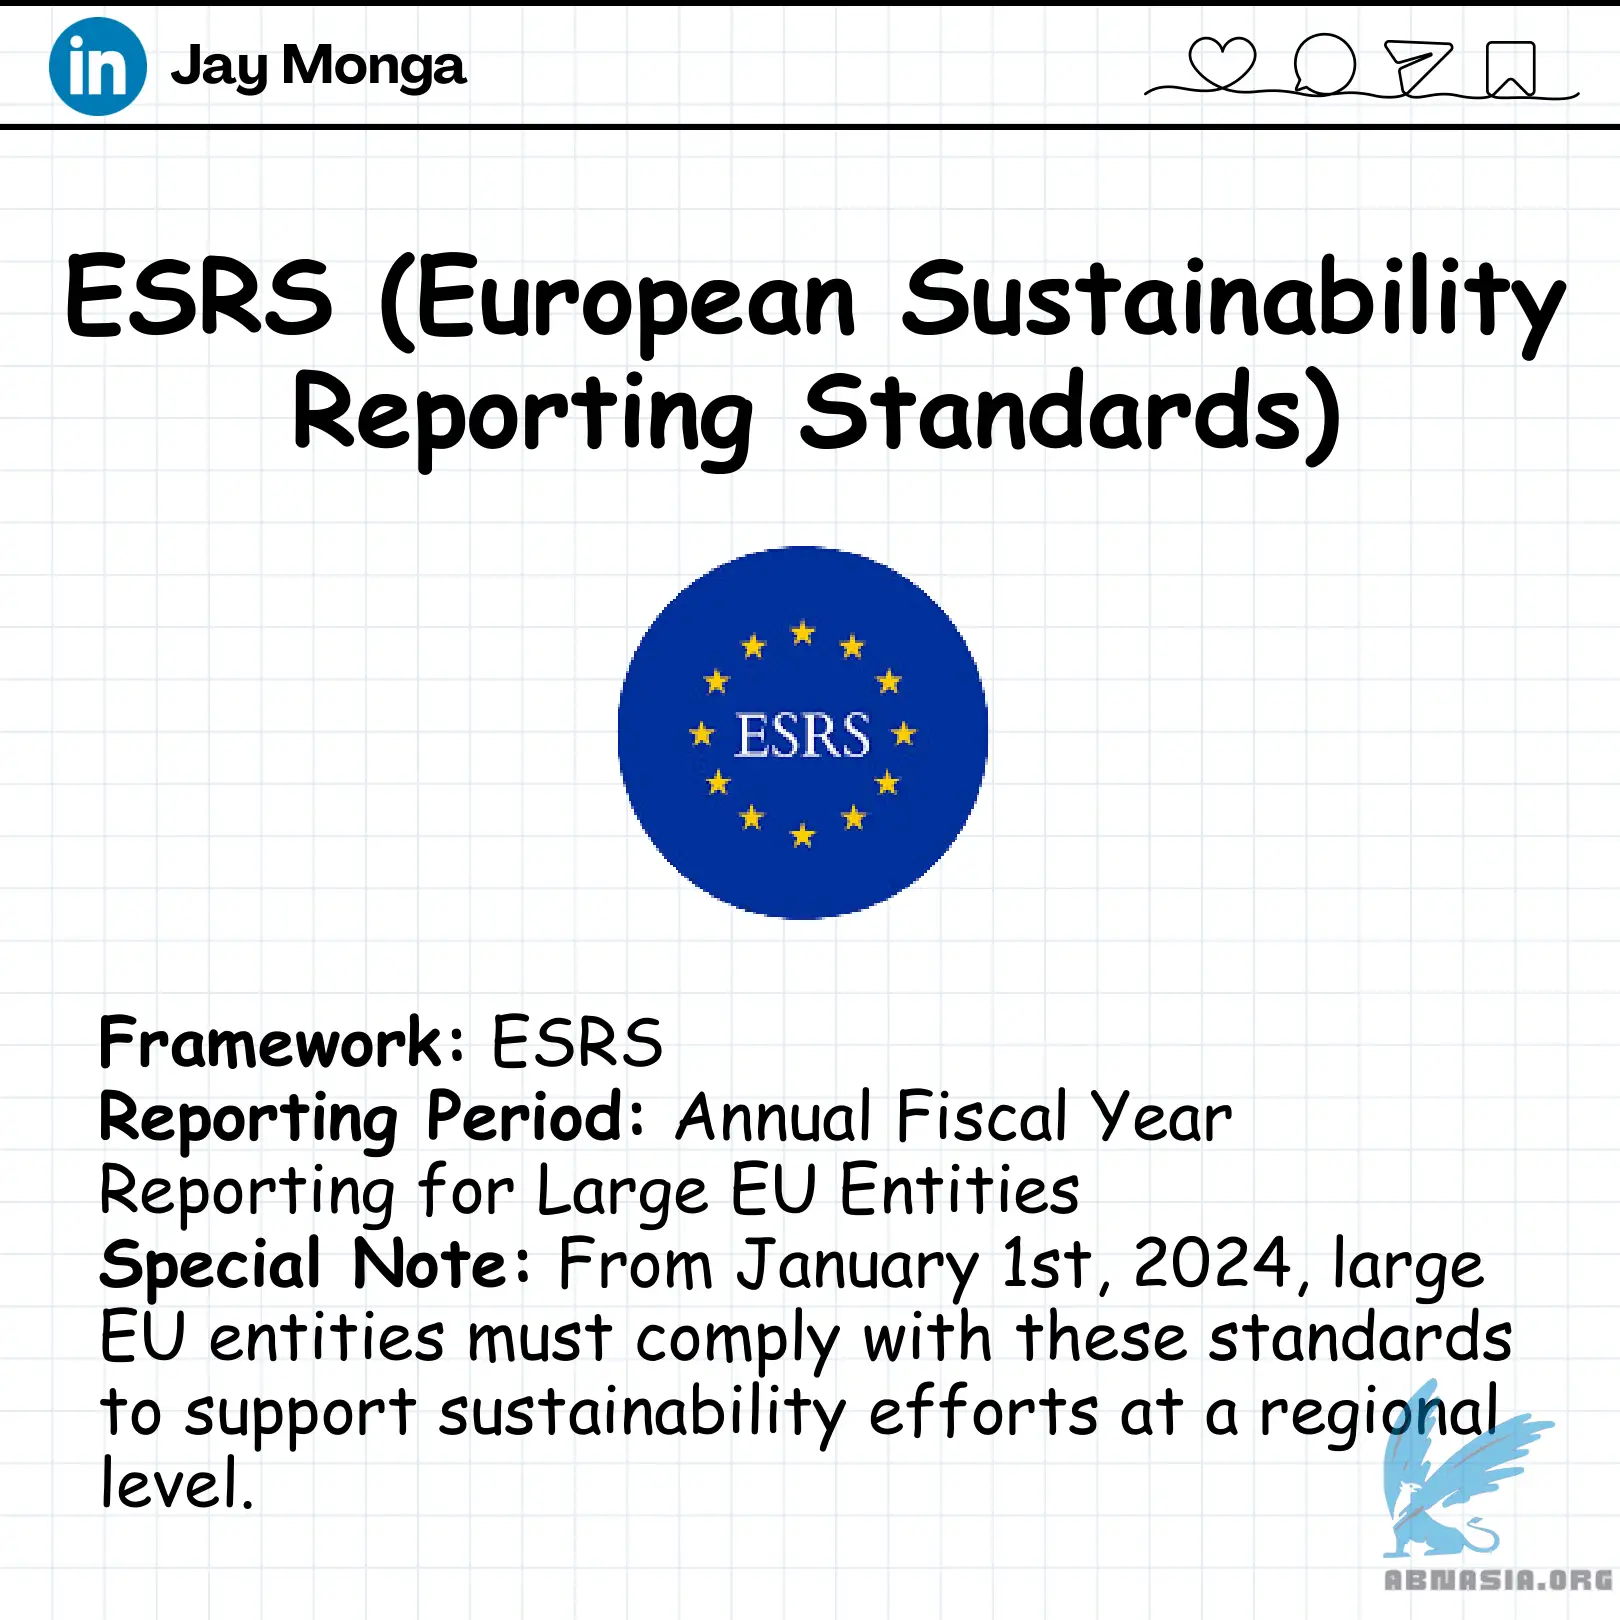 in Jay Monga
ESRS (European Sustainability
Reporting Standards)
ESRS
Framework: ESRS
Reporting Period: Annual Fiscal Year
Reporting for Large EU Entities
Special Note: From January 1st, 2024, large
EU entities must comply with these standards
to support sustainability efforts at a regional
level.
ABNASIA.ORG